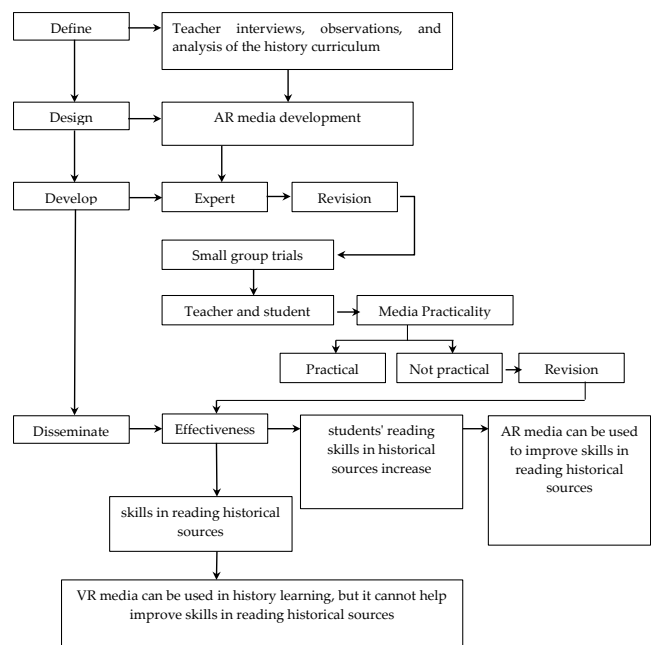 Define
Teacher interviews, observations, and
analysis of the history curriculum
Design
AR media development
Develop
Expert
Revision
Small group trials
Teacher and student
Media Practicality
Practical
Not practical
Revision
Disseminate
Effectiveness
students' reading
skills in historical
sources increase
AR media can be used
to improve skills in
reading historical
sources
skills in reading historical
sources
VR media can be used in history learning, but it cannot help
improve skills in reading historical sources